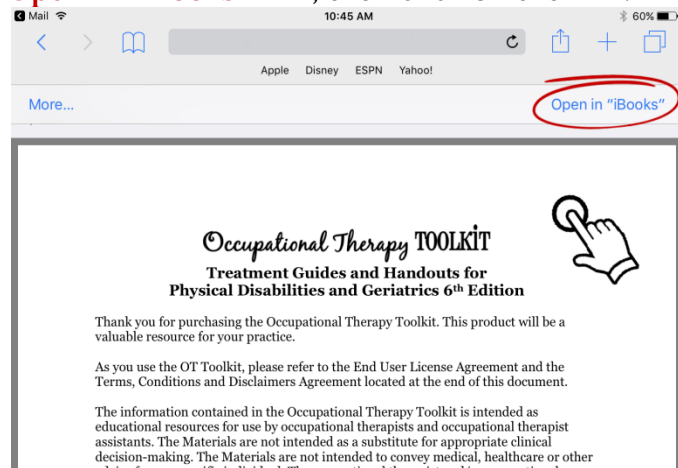 Mail 10:45 AM 60%
Apple Disney ESPN Yahoo!
More... Open in “iBooks”
Occupational Therapy TOOLKiT
Treatment Guides and Handouts for
Physical Disabilities and Geriatrics 6th Edition
Thank you for purchasing the Occupational Therapy Toolkit. This product will be a
valuable resource for your practice.
As you use the OT Toolkit, please refer to the End User License Agreement and the
Terms, Conditions and Disclaimers Agreement located at the end of this document.
The information contained in the Occupational Therapy Toolkit is intended as
educational resources for use by occupational therapists and occupational therapist
assistants. The Materials are not intended as a substitute for appropriate clinical
decision-making. The Materials are not intended to convey medical, healthcare or other